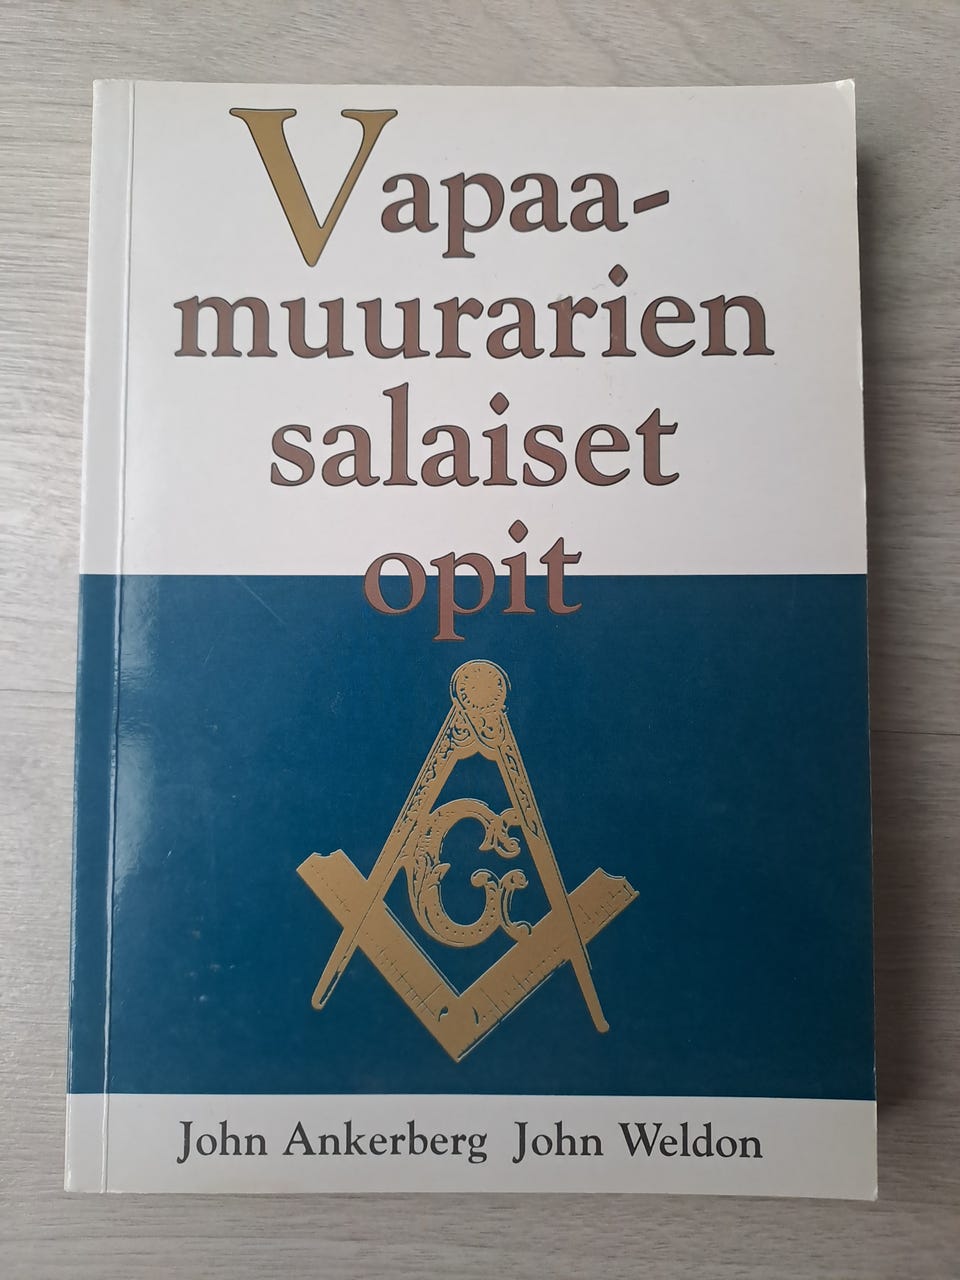 Vapaa-
muurarien
salaiset
opit
G
John Ankerberg John Weldon